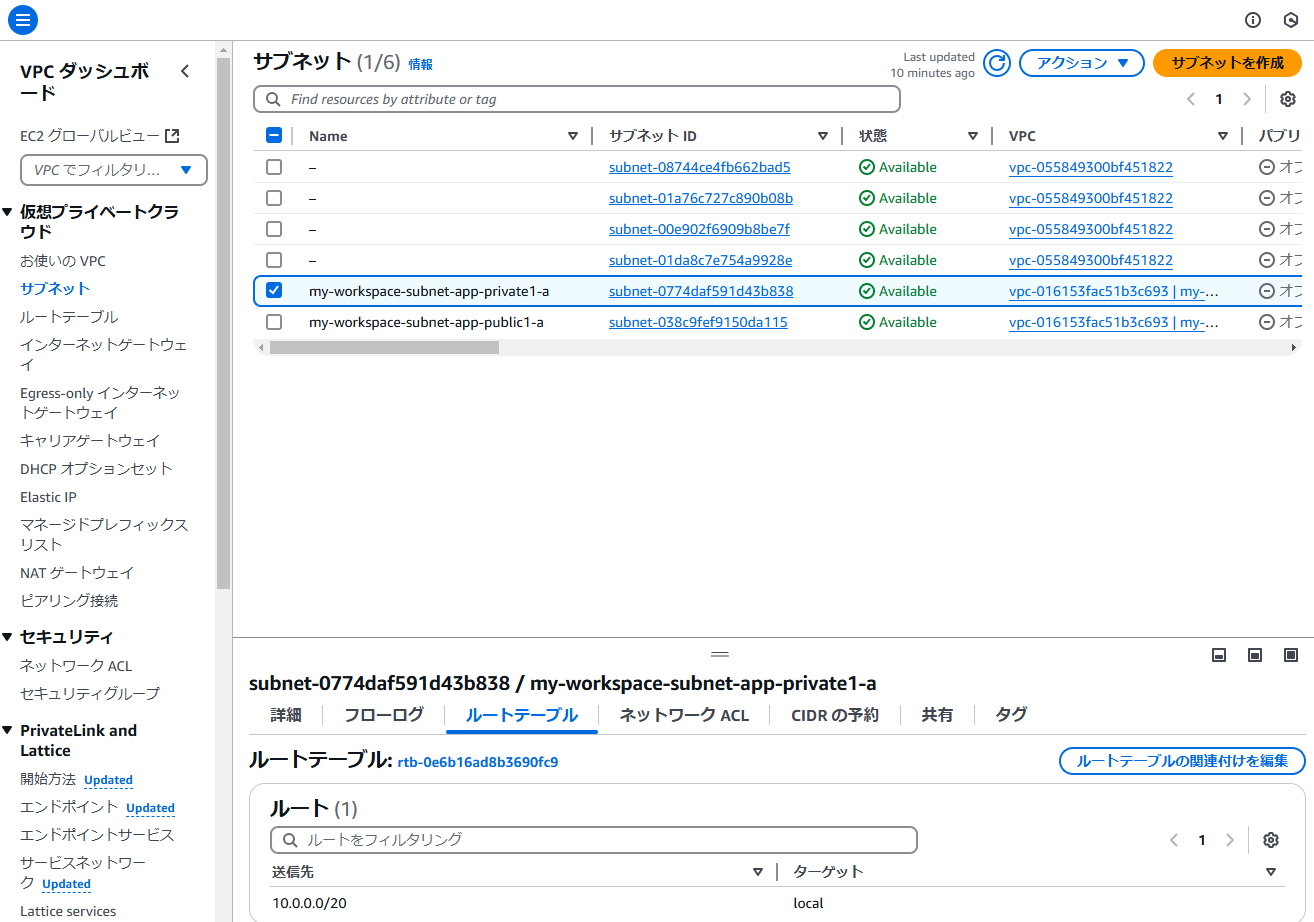 VPC ダッシュボ
ード
EC2 グローバルビュー
VPC でフィルタリ...
仮想プライベートクラ
ウド
お使いの VPC
サブネット
ルートテーブル
インターネットゲートウェ
イ
Egress-only インターネッ
トゲートウェイ
キャリアゲートウェイ
DHCP オプションセット
Elastic IP
マネージドプレフィックス
リスト
NAT ゲートウェイ
ピアリング接続
セキュリティ
ネットワーク ACL
セキュリティグループ
PrivateLink and
Lattice
開始方法 Updated
エンドポイント Updated
エンドポイントサービス
サービスネットワー
ク Updated
Lattice services
サブネット (1/6) 情報
Last updated
10 minutes ago
アクション
サブネットを作成
Find resources by attribute or tag
1
Name サブネット ID 状態 VPC パブリ
– subnet-08744ce4fb662bad5 Available vpc-055849300bf451822 オフ
– subnet-01a76c727c890b08b Available vpc-055849300bf451822 オフ
– subnet-00e902f6909b8be7f Available vpc-055849300bf451822 オフ
– subnet-01da8c7e754a9928e Available vpc-055849300bf451822 オフ
my-workspace-subnet-app-private1-a subnet-0774daf591d43b838 Available vpc-016153fac51b3c693 | my-... オフ
my-workspace-subnet-app-public1-a subnet-038c9fef9150da115 Available vpc-016153fac51b3c693 | my-... オフ
subnet-0774daf591d43b838 / my-workspace-subnet-app-private1-a
詳細 フローログ ルートテーブル ネットワーク ACL CIDR の予約 共有 タグ
ルートテーブル: rtb-0e6b16ad8b3690fc9
ルートテーブルの関連付けを編集
ルート (1)
ルートをフィルタリング
1
送信先 ターゲット
10.0.0.0/20 local